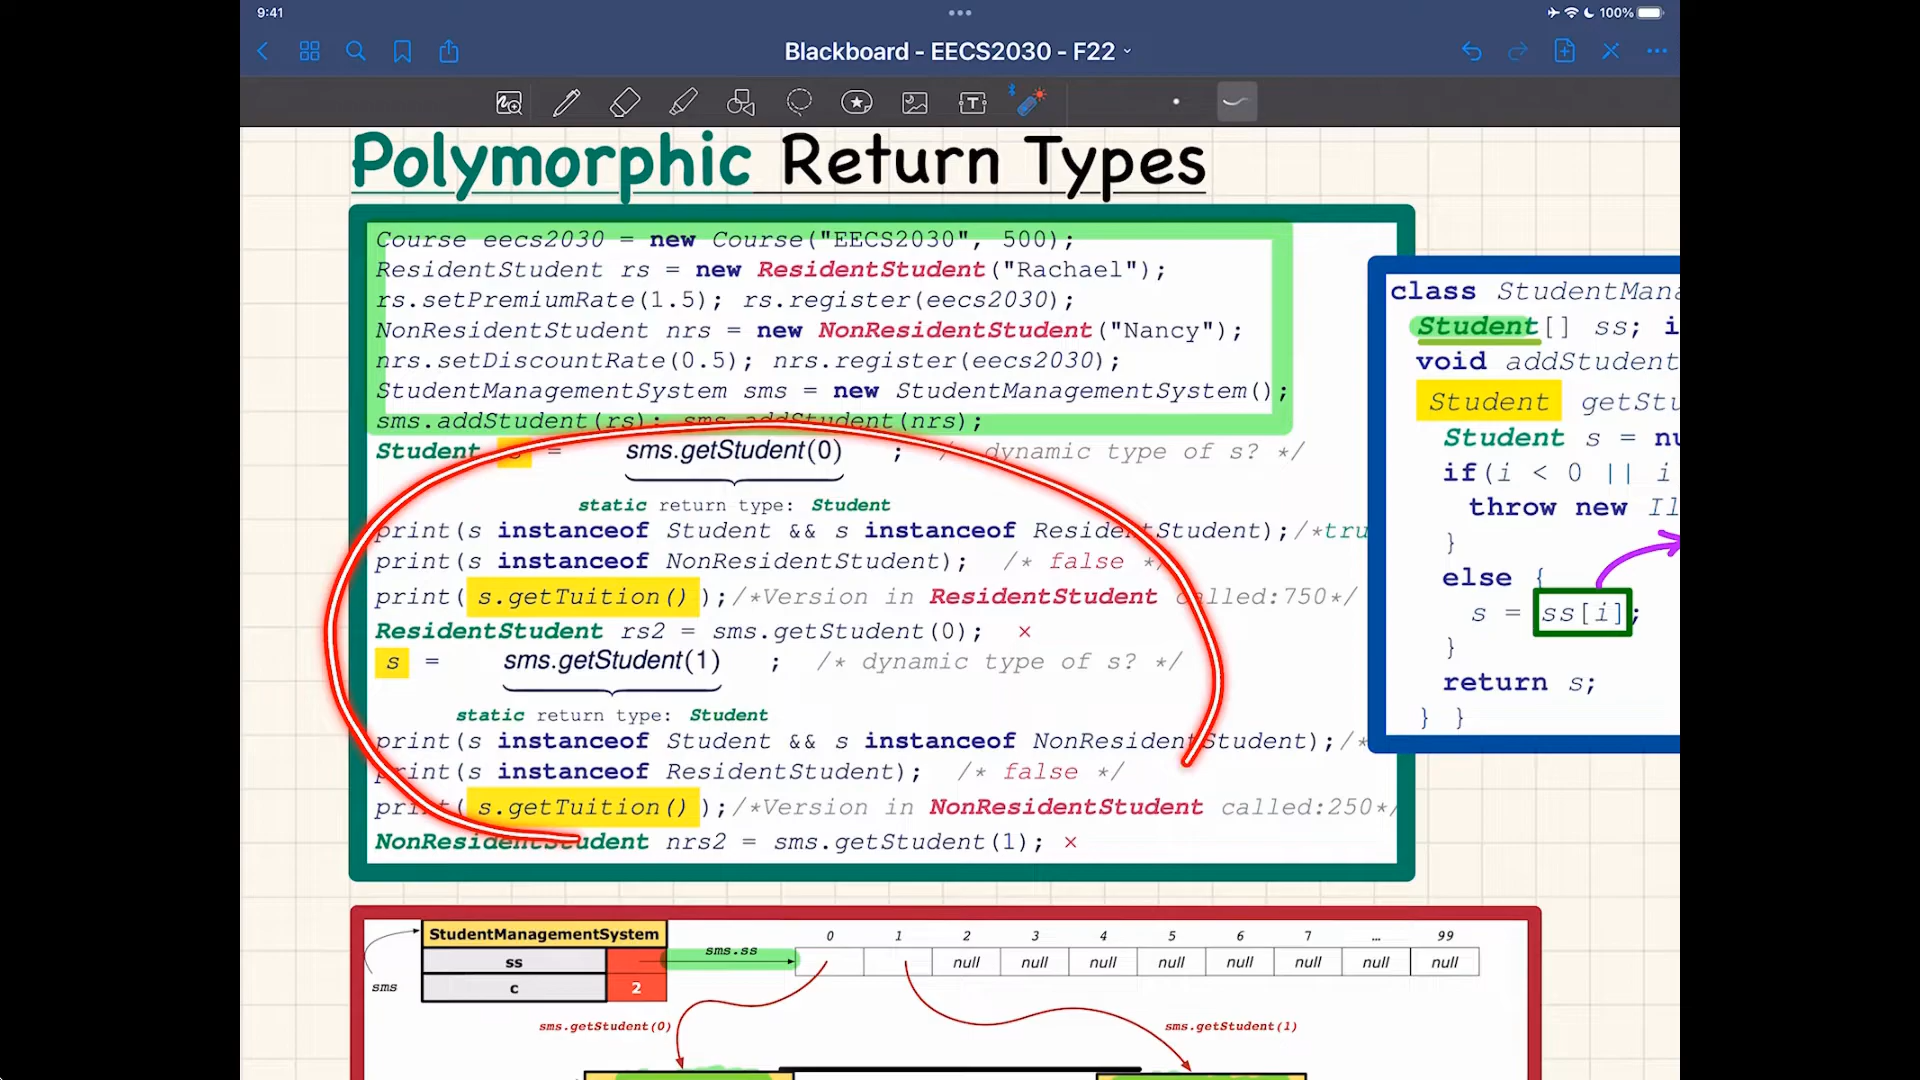 9:41
100%
Blackboard - EECS2030 - F22
Polymorphic Return Types
Course eecs2030 = new Course("EECS2030", 500);
ResidentStudent rs = new ResidentStudent("Rachael");
rs.setPremiumRate(1.5); rs.register(eecs2030);
NonResidentStudent nrs = new NonResidentStudent("Nancy");
nrs.setDiscountRate(0.5); nrs.register(eecs2030);
StudentManagementSystem sms = new StudentManagementSystem();
sms.addStudent(rs); sms.addStudent(nrs);
Student s = sms.getStudent(0) ; /* dynamic type of s? */
static return type: Student
print(s instanceof Student && s instanceof ResidentStudent);/*tru
print(s instanceof NonResidentStudent); /* false */
print( s.getTuition() );/*Version in ResidentStudent called:750*/
ResidentStudent rs2 = sms.getStudent(0); ×
s = sms.getStudent(1) ; /* dynamic type of s? */
static return type: Student
print(s instanceof Student && s instanceof NonResidentStudent);/*
print(s instanceof ResidentStudent); /* false */
print( s.getTuition() );/*Version in NonResidentStudent called:250*/
NonResidentStudent nrs2 = sms.getStudent(1); ×
class StudentMana
Student[] ss; i
void addStudent
Student getStu
Student s = nu
if(i < 0 || i
throw new Il
}
else {
s = ss[i];
}
return s;
} }
StudentManagementSystem
ss
c 2
sms
sms.ss
0 1 2 3 4 5 6 7 … 99
null null null null null null null null
sms.getStudent(0)
sms.getStudent(1)